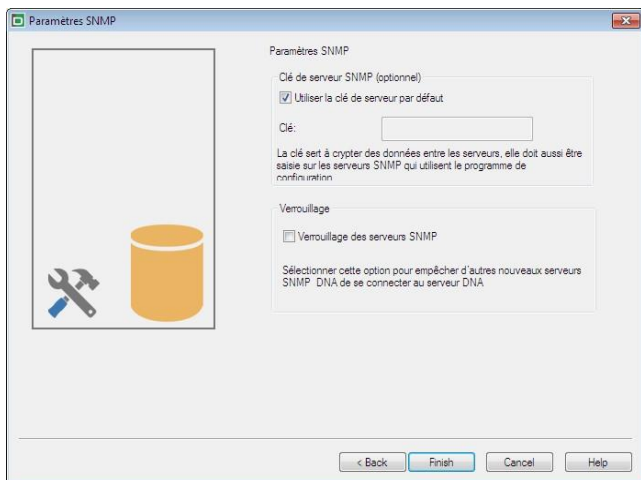 Paramètres SNMP
Paramètres SNMP
Clé de serveur SNMP (optionnel)
Utiliser la clé de serveur par défaut
Clé:
La clé sert à crypter des données entre les serveurs, elle doit aussi être
saisie sur les serveurs SNMP qui utilisent le programme de
configuration
Verrouillage
Verrouillage des serveurs SNMP
Sélectionner cette option pour empêcher d'autres nouveaux serveurs
SNMP DNA de se connecter au serveur DNA
< Back
Finish
Cancel
Help